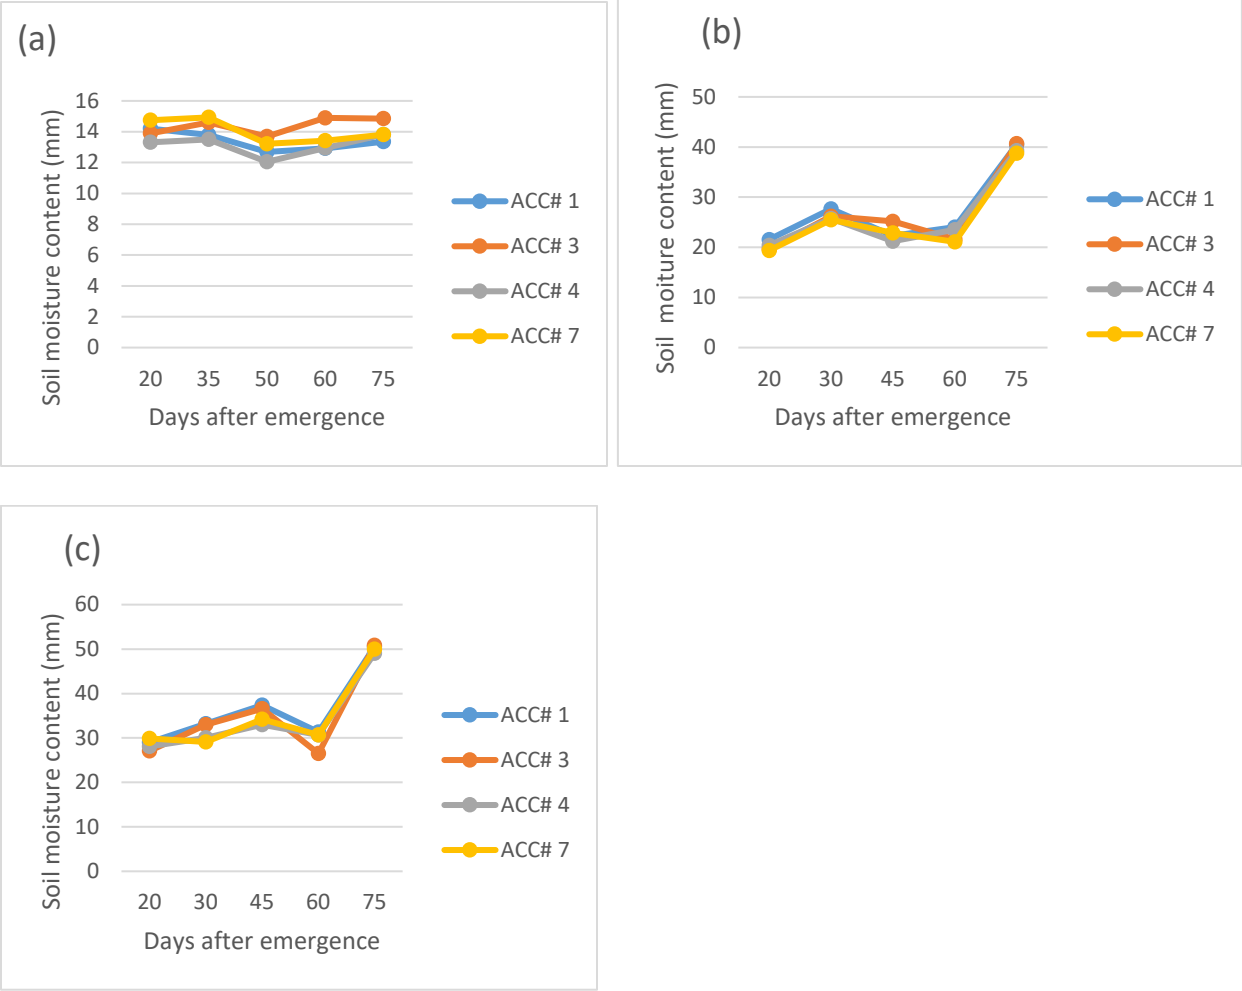 (a)
Soil moisture content (mm)
16
14
12
10
8
6
4
2
0
20 35 50 60 75
Days after emergence
ACC# 1
ACC# 3
ACC# 4
ACC# 7
(b)
Soil moiture content (mm)
50
40
30
20
10
0
20 30 45 60 75
Days after emergence
ACC# 1
ACC# 3
ACC# 4
ACC# 7
(c)
Soil moisture content (mm)
60
50
40
30
20
10
0
20 30 45 60 75
Days after emergence
ACC# 1
ACC# 3
ACC# 4
ACC# 7